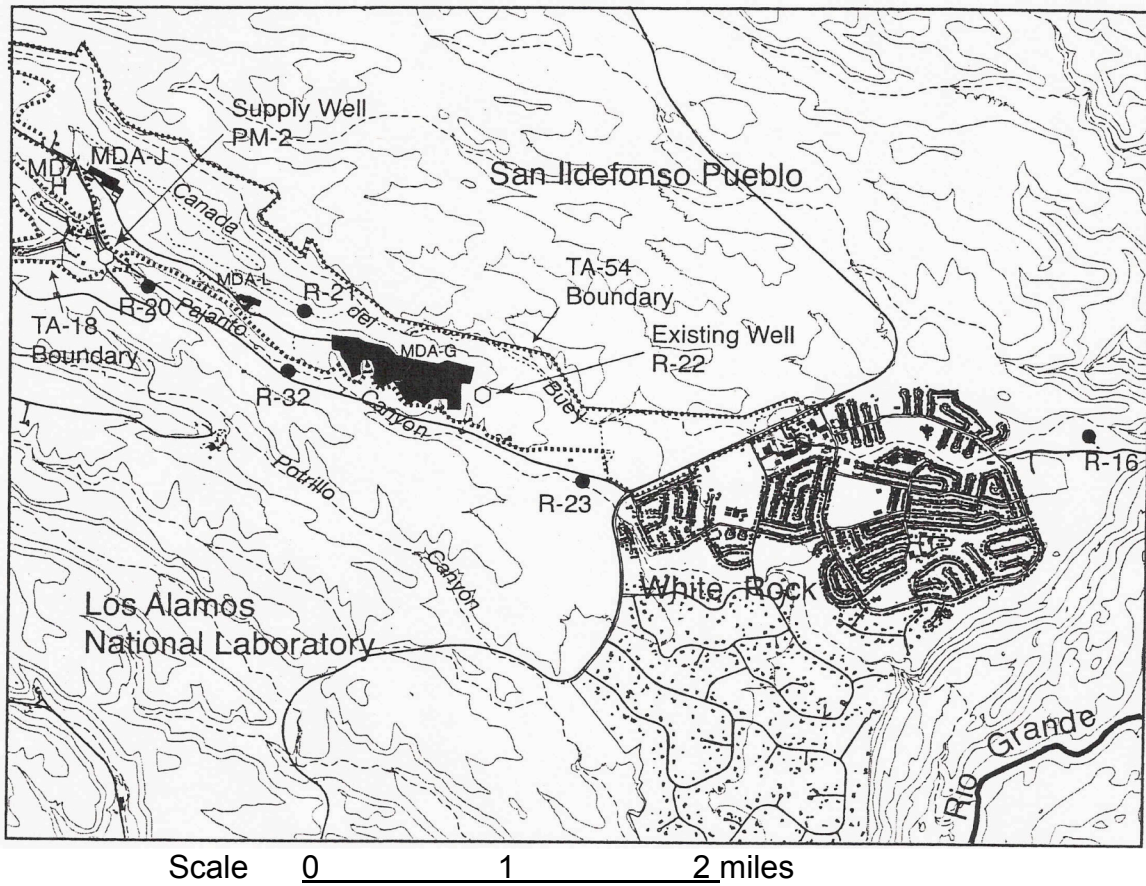 Supply Well
PM-2
MDA-J
MDA
H
San Ildefonso Pueblo
Canada
del
Buey
MDA-L
R-21
TA-54
Boundary
R-20
Pajarito
Canyon
TA-18
Boundary
MDA-G
Existing Well
R-22
R-32
R-16
R-23
Potrillo
Canyon
White Rock
Los Alamos
National Laboratory
Rio Grande
Scale 0 1 2 miles